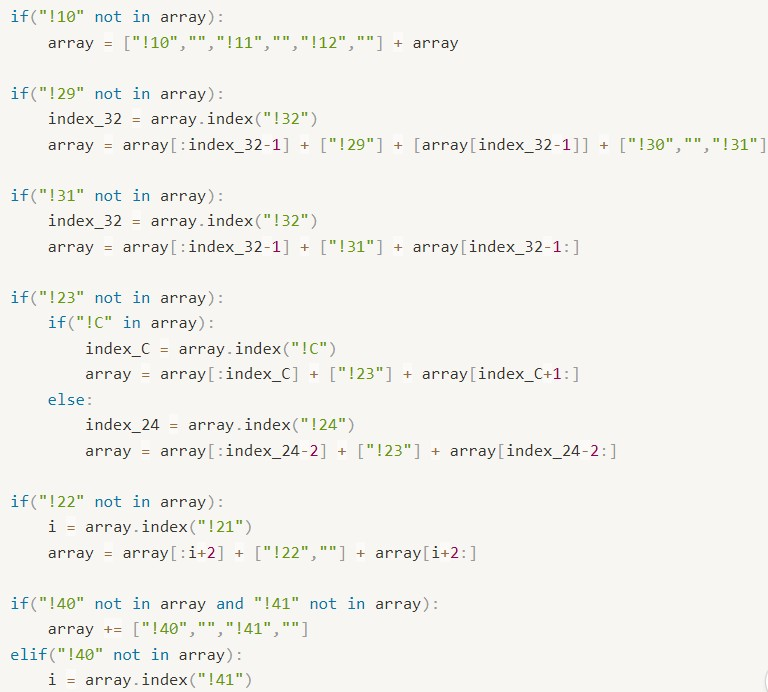 if("!10" not in array):
    array = ["!10","","!11","","!12",""] + array
if("!29" not in array):
    index_32 = array.index("!32")
    array = array[:index_32-1] + ["!29"] + [array[index_32-1]] + ["!30","","!31"]
if("!31" not in array):
    index_32 = array.index("!32")
    array = array[:index_32-1] + ["!31"] + array[index_32-1:]
if("!23" not in array):
    if("!C" in array):
        index_C = array.index("!C")
        array = array[:index_C] + ["!23"] + array[index_C+1:]
    else:
        index_24 = array.index("!24")
        array = array[:index_24-2] + ["!23"] + array[index_24-2:]
if("!22" not in array):
    i = array.index("!21")
    array = array[:i+2] + ["!22",""] + array[i+2:]
if("!40" not in array and "!41" not in array):
    array += ["!40","","!41",""]
elif("!40" not in array):
    i = array.index("!41")